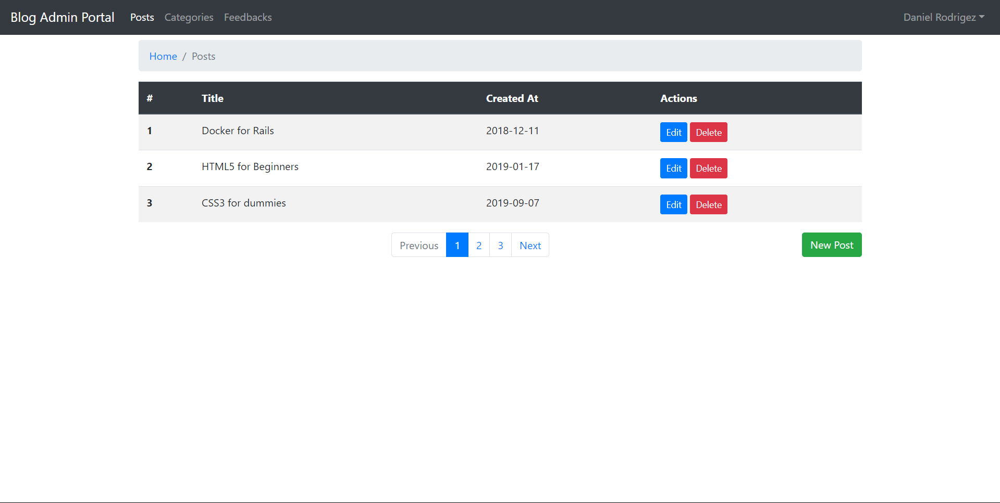 Blog Admin Portal Posts Categories Feedbacks Daniel Rodrigez
Home / Posts
# Title Created At Actions
1 Docker for Rails 2018-12-11 Edit Delete
2 HTML5 for Beginners 2019-01-17 Edit Delete
3 CSS3 for dummies 2019-09-07 Edit Delete
Previous 1 2 3 Next New Post